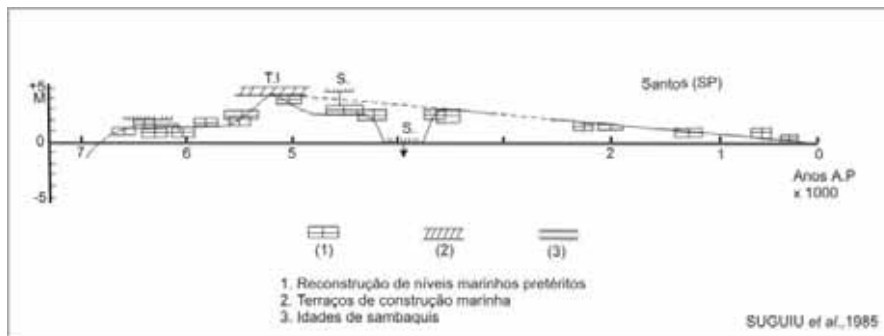 T.I S.
Santos (SP)
+5
M
S.
0
7 6 5 2 1 0
Anos A.P
x 1000
-5
(1) (2) (3)
1. Reconstrução de níveis marinhos pretéritos
2. Terraços de construção marinha
3. Idades de sambaquis
SUGUIU et al.,1985